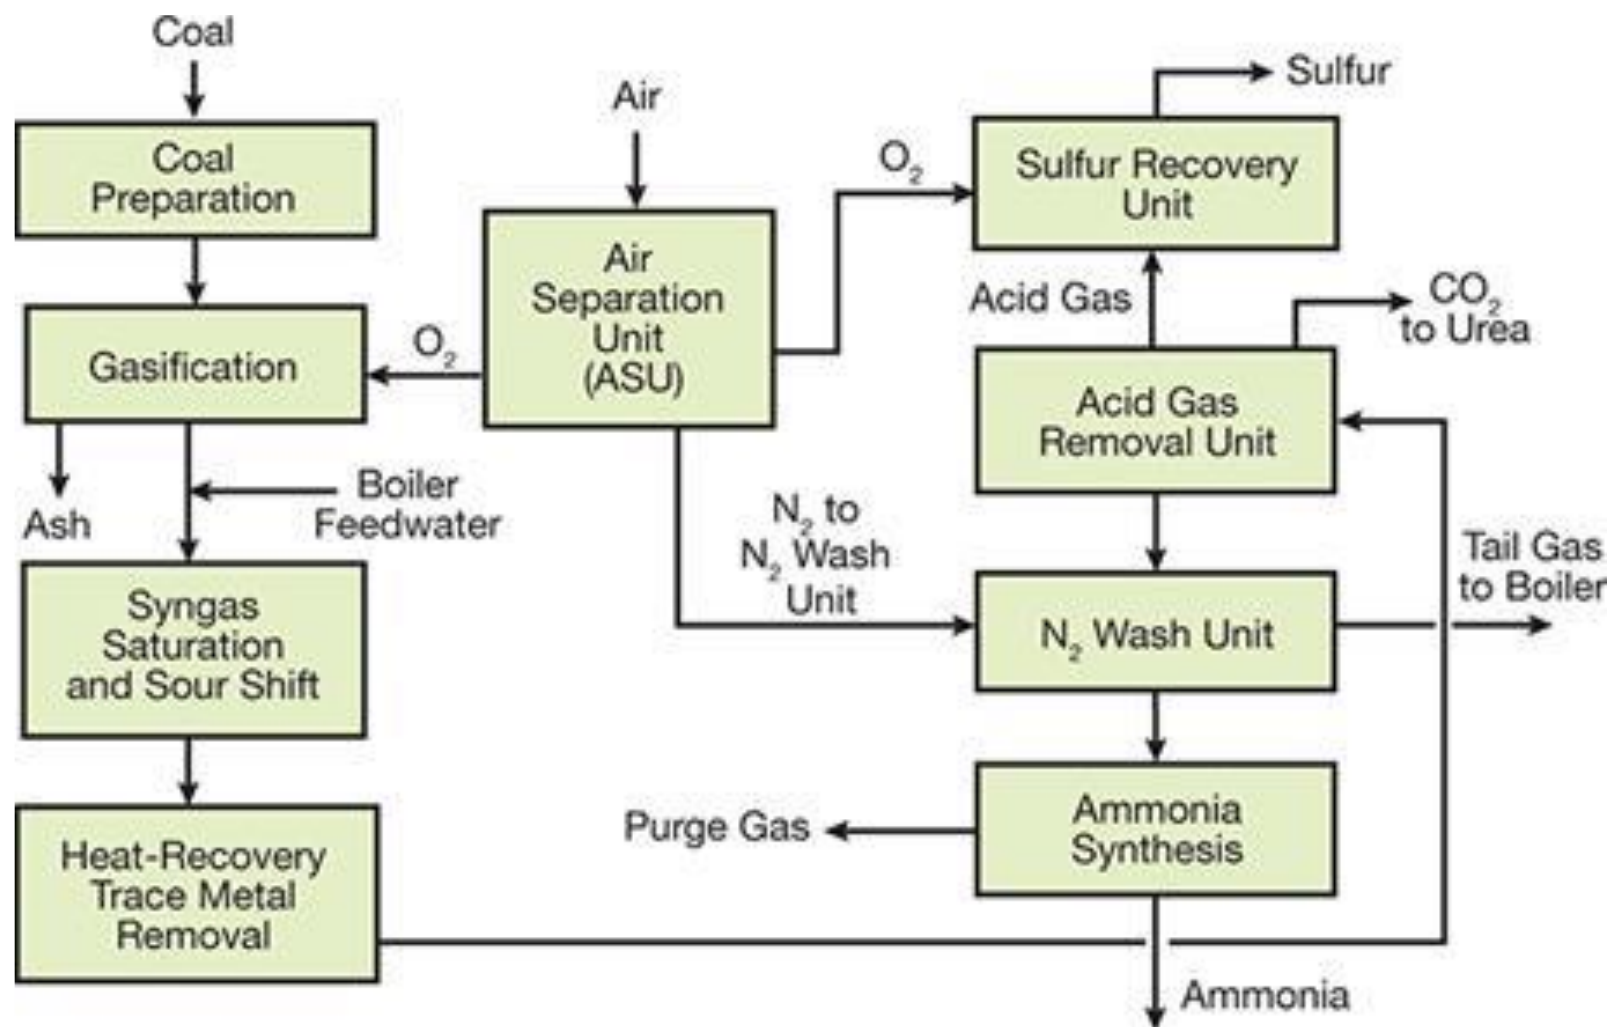 Coal
Coal
Preparation
Gasification
Ash
Boiler
Feedwater
Syngas
Saturation
and Sour Shift
Heat-Recovery
Trace Metal
Removal
Air
Air
Separation
Unit
(ASU)
O₂
O₂
N₂ to
N₂ Wash
Unit
Sulfur
Sulfur Recovery
Unit
Acid Gas
CO₂
to Urea
Acid Gas
Removal Unit
N₂ Wash Unit
Tail Gas
to Boiler
Ammonia
Synthesis
Purge Gas
Ammonia